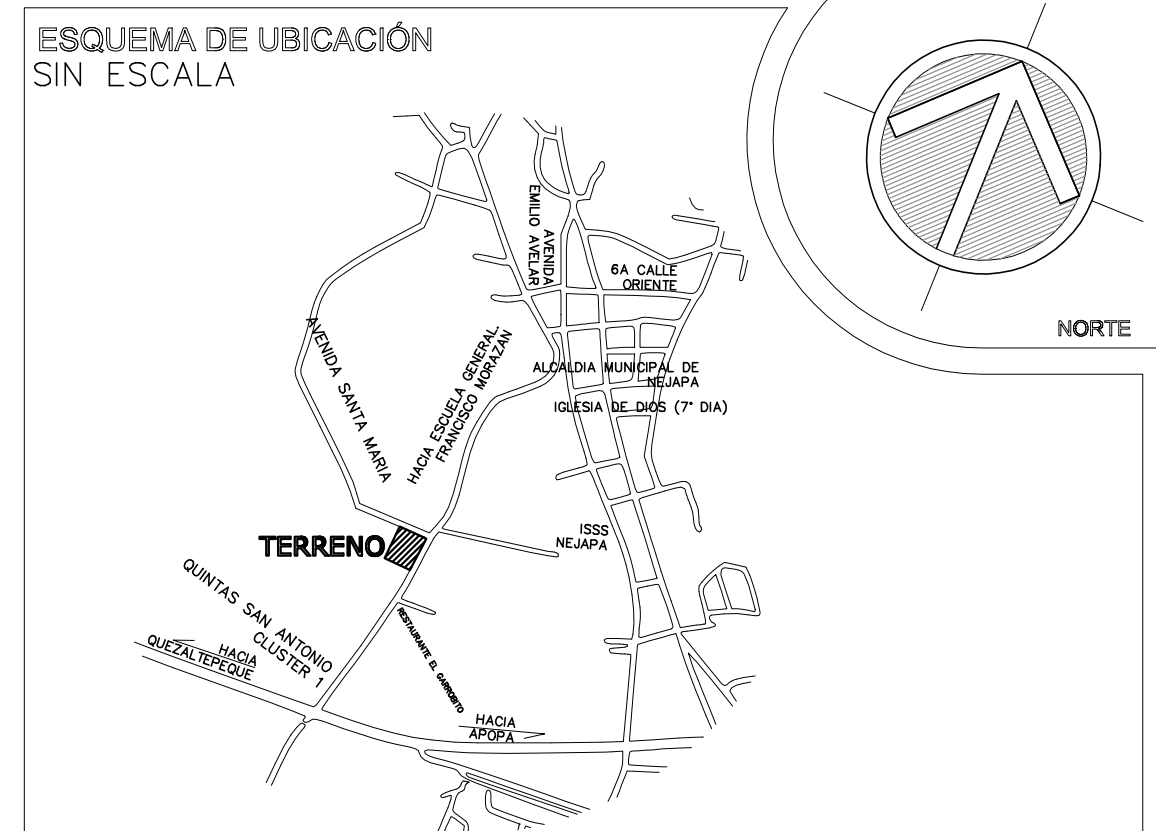 ESQUEMA DE UBICACIÓN
SIN ESCALA
NORTE
AVENIDA
EMILIO AVELAR
6A CALLE
ORIENTE
AVENIDA SANTA MARIA
HACIA ESCUELA GENERAL.
FRANCISCO MORAZAN
ALCALDIA MUNICIPAL DE
NEJAPA
IGLESIA DE DIOS (7° DIA)
ISSS
NEJAPA
TERRENO
QUINTAS SAN ANTONIO
CLUSTER 1
HACIA
QUEZALTEPEQUE
RESTAURANTE EL GARROBITO
HACIA
APOPA